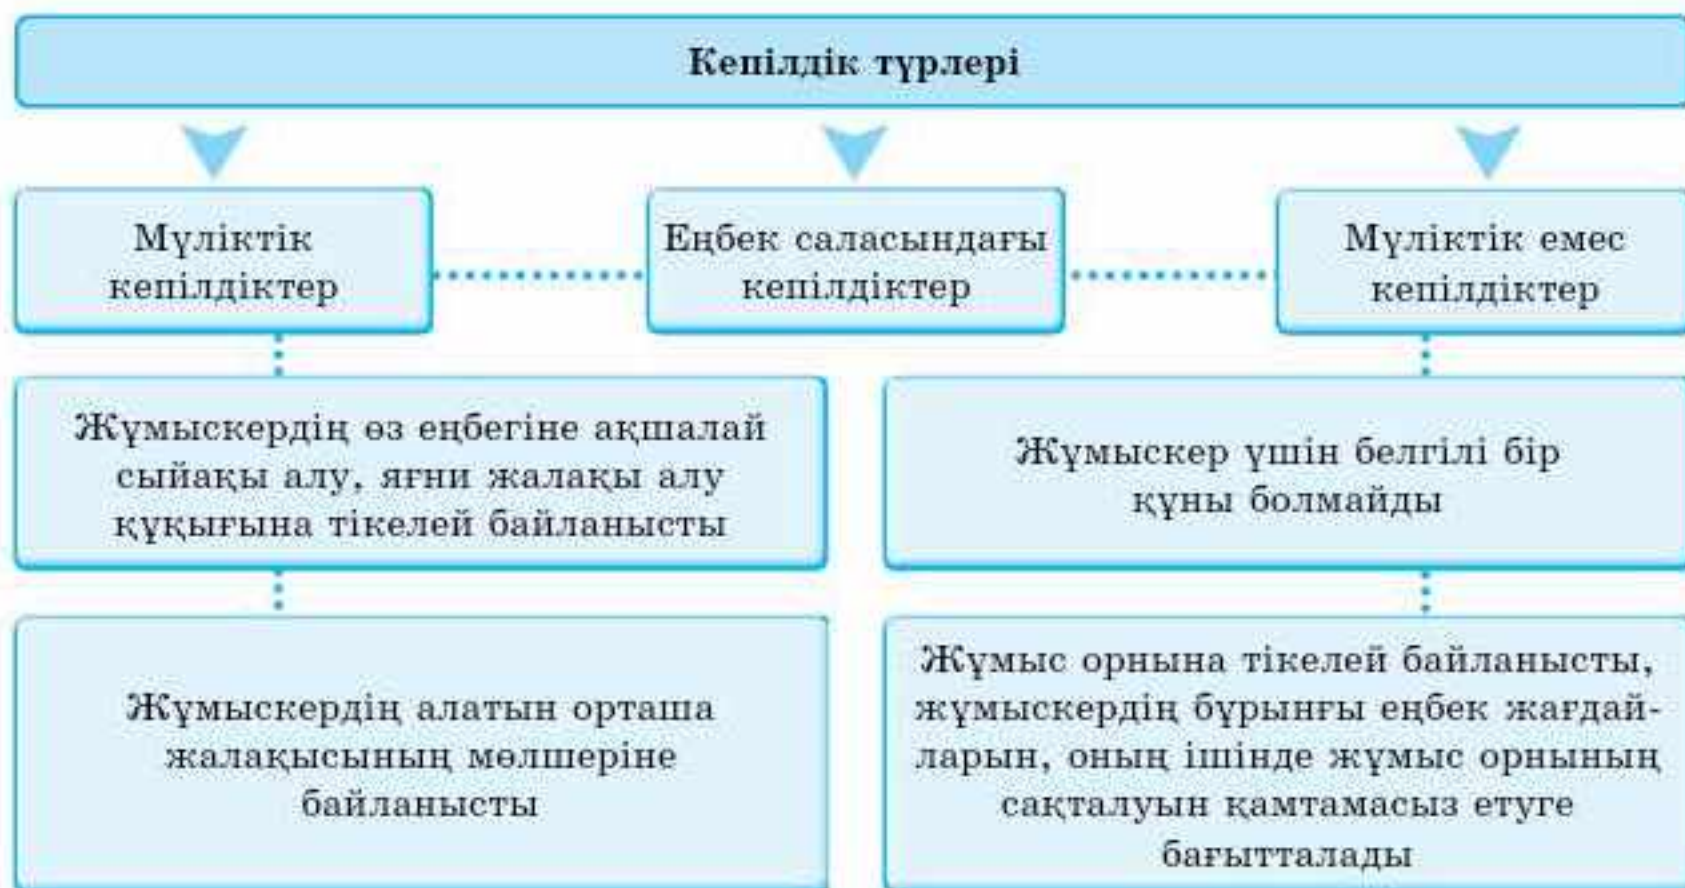 Кепілдік түрлері
Мүліктік
кепілдіктер
Еңбек саласындағы
кепілдіктер
Мүліктік емес
кепілдіктер
Жұмыскердің өз еңбегіне ақшалай
сыйақы алу, яғни жалақы алу
құқығына тікелей байланысты
Жұмыскер үшін белгілі бір
құны болмайды
Жұмыскердің алатын орташа
жалақысының мөлшеріне
байланысты
Жұмыс орнына тікелей байланысты,
жұмыскердің бұрынғы еңбек жағдай-
ларын, оның ішінде жұмыс орнының
сақталуын қамтамасыз етуге
бағытталады